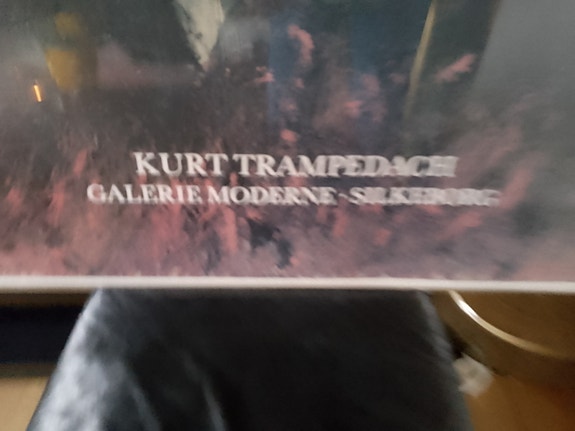 KURT TRAMPEDACH
GALERIE MODERNE · SILKEBORG